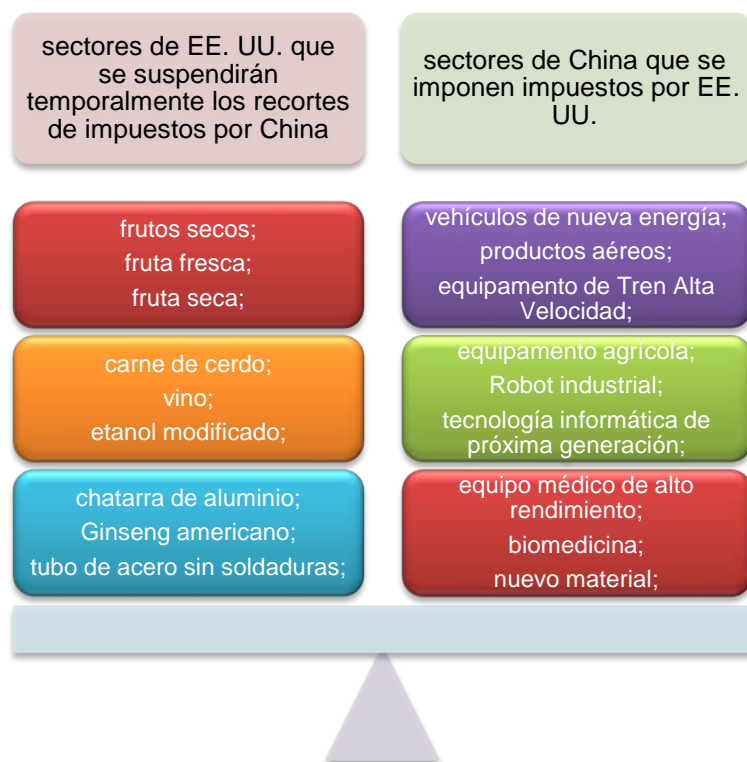 sectores de EE. UU. que
se suspendirán
temporalmente los recortes
de impuestos por China
sectores de China que se
imponen impuestos por EE.
UU.
frutos secos;
fruta fresca;
fruta seca;
vehículos de nueva energía;
productos aéreos;
equipamento de Tren Alta
Velocidad;
carne de cerdo;
vino;
etanol modificado;
equipamento agrícola;
Robot industrial;
tecnología informática de
próxima generación;
chatarra de aluminio;
Ginseng americano;
tubo de acero sin soldaduras;
equipo médico de alto
rendimiento;
biomedicina;
nuevo material;